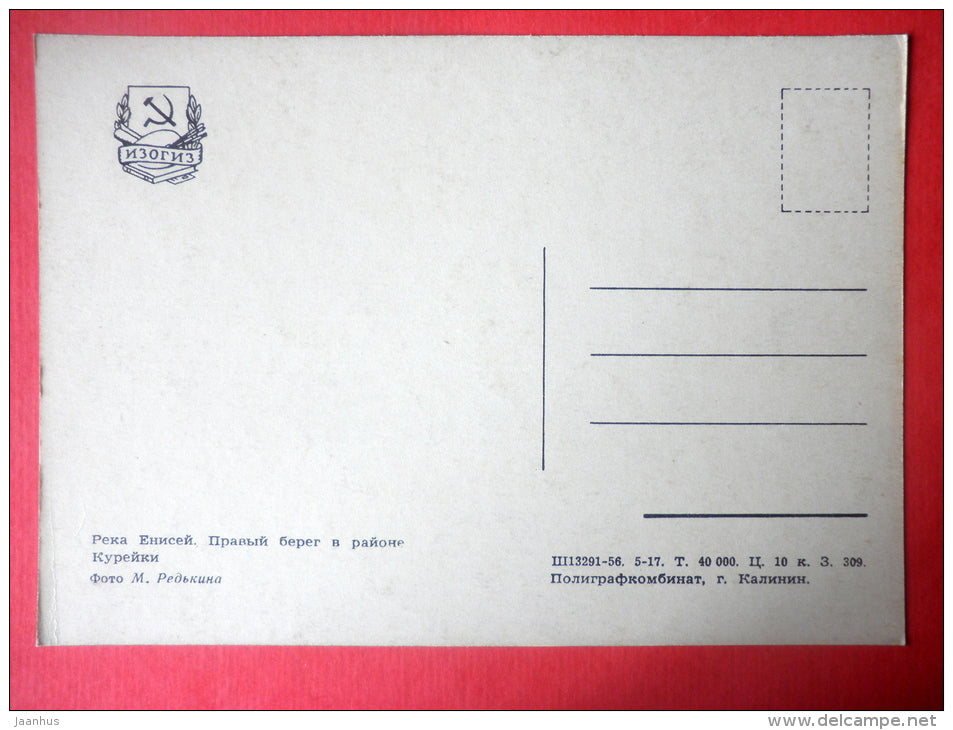 ИЗОГИЗ
Река Енисей. Правый берег в районе
Курейки
Фото М. Редькина
Ш13291-56. 5-17. Т. 40 000. Ц. 10 к. З. 309.
Полиграфкомбинат, г. Калинин.
Jaanhus
www.delcampe.net